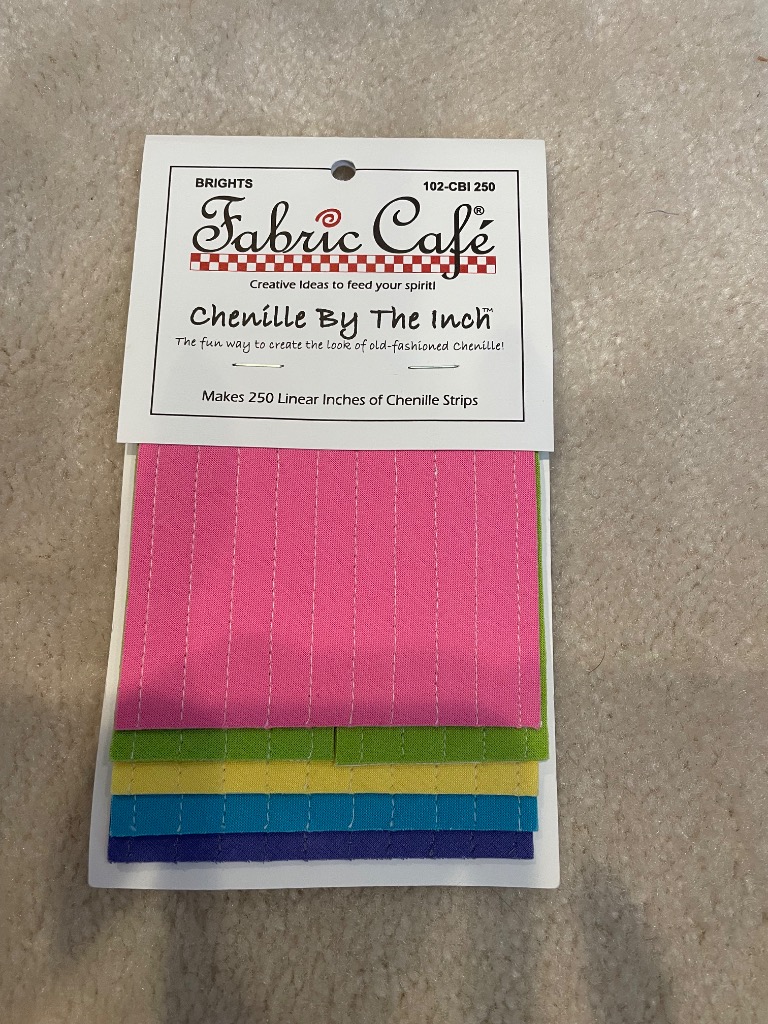 BRIGHTS 102-CBI 250
Fabric Café®
Creative Ideas to feed your spirit!
Chenille By The Inch™
The fun way to create the look of old-fashioned Chenille!
Makes 250 Linear Inches of Chenille Strips